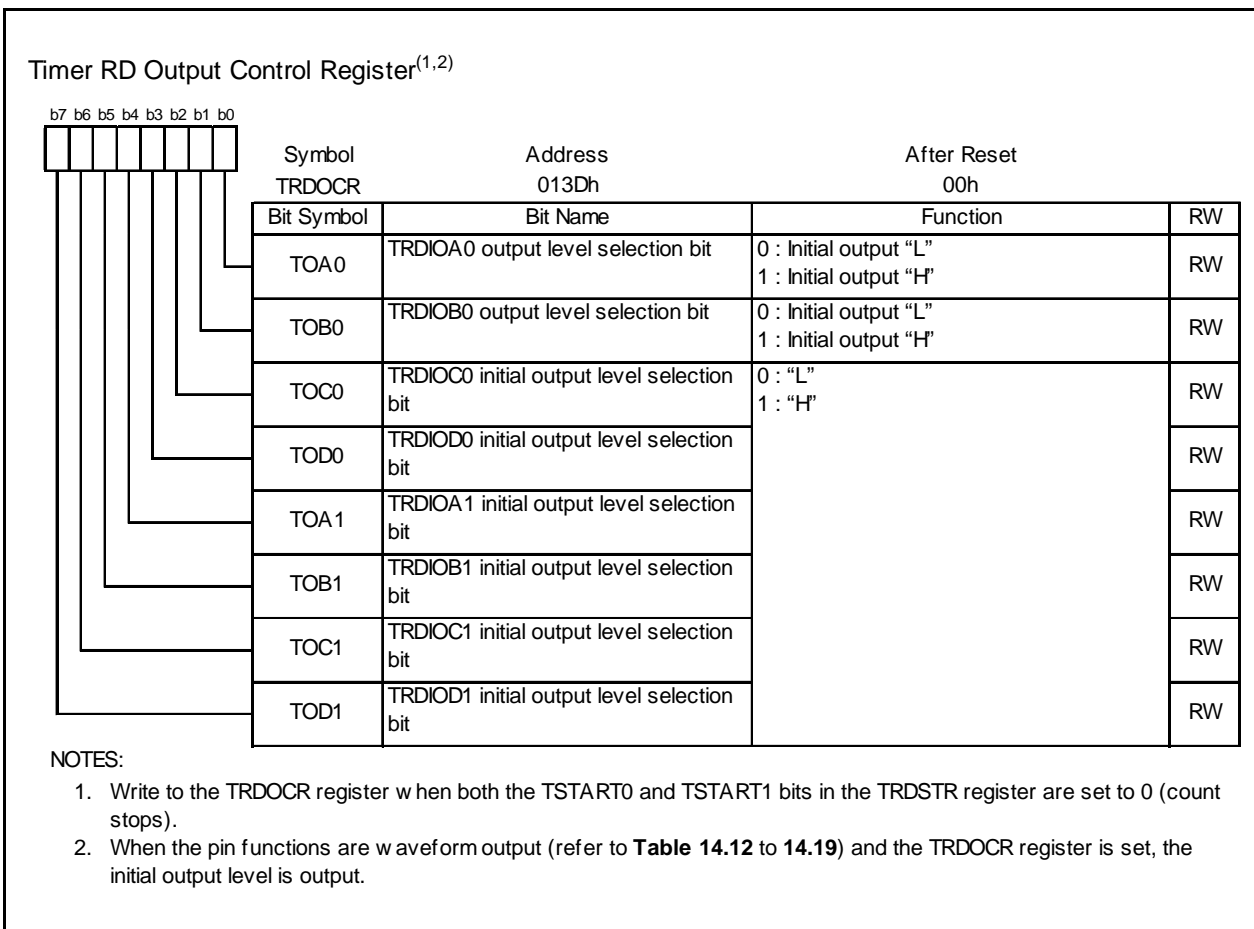 Timer RD Output Control Register(1,2)
b7 b6 b5 b4 b3 b2 b1 b0
Symbol Address After Reset
TRDOCR 013Dh 00h
Bit Symbol Bit Name Function RW
TOA0 TRDIOA0 output level selection bit 0 : Initial output “L” RW
1 : Initial output “H”
TOB0 TRDIOB0 output level selection bit 0 : Initial output “L” RW
1 : Initial output “H”
TOC0 TRDIOC0 initial output level selection 0 : “L” RW
bit 1 : “H”
TOD0 TRDIOD0 initial output level selection RW
bit
TOA1 TRDIOA1 initial output level selection RW
bit
TOB1 TRDIOB1 initial output level selection RW
bit
TOC1 TRDIOC1 initial output level selection RW
bit
TOD1 TRDIOD1 initial output level selection RW
bit
NOTES:
1. Write to the TRDOCR register when both the TSTART0 and TSTART1 bits in the TRDSTR register are set to 0 (count
stops).
2. When the pin functions are waveform output (refer to Table 14.12 to 14.19) and the TRDOCR register is set, the
initial output level is output.